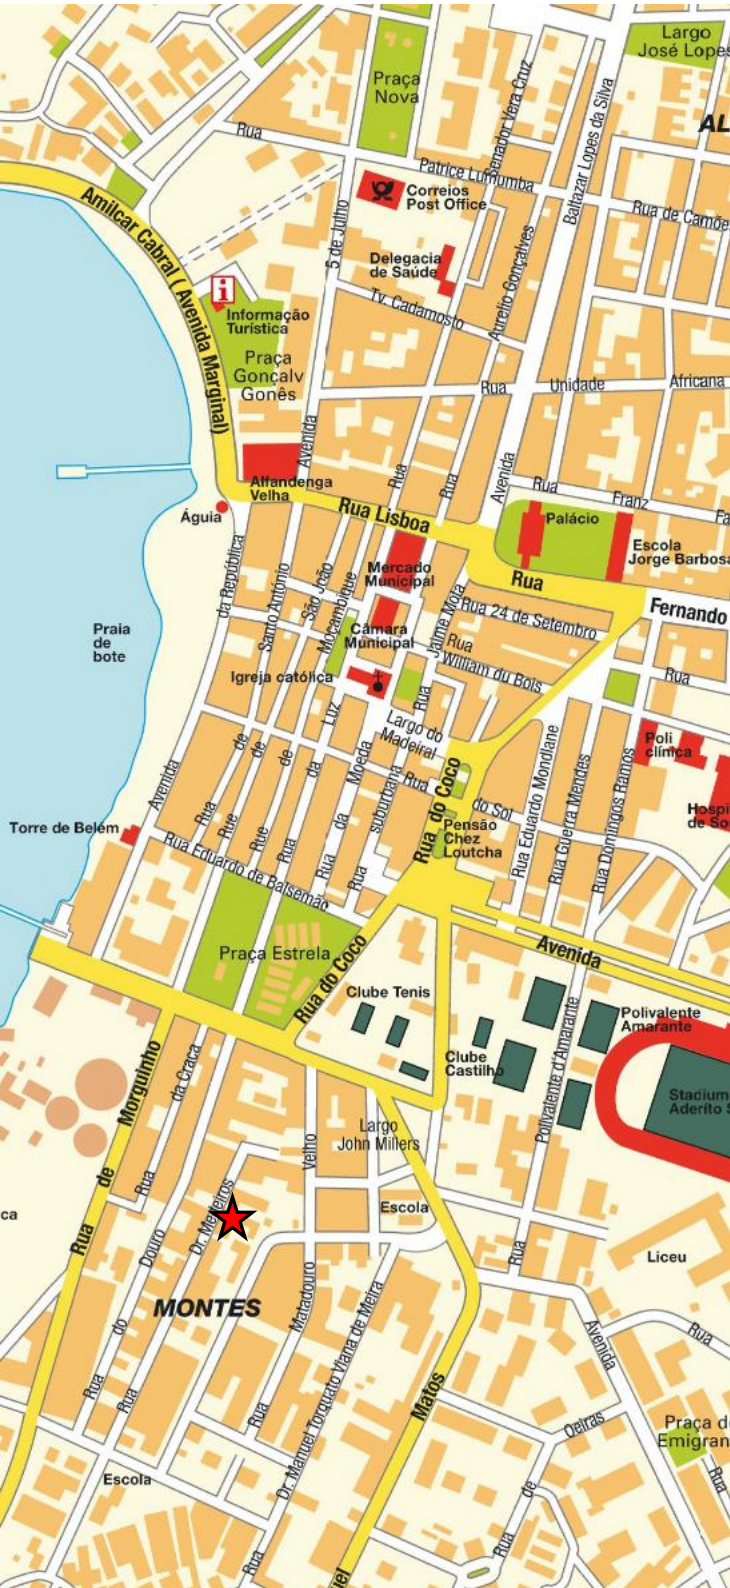 Largo
José Lopes
Praça
Nova
Senador Vera Cruz
Baltazar Lopes da Silva
AL
Rua
Patrice Lumumba
Correios
Post Office
Rua de Camõe
Amilcar Cabral ( Avenida Marginal)
5 de Julho
Delegacia
de Saúde
Aurelio Gonçalves
Tv. Cadamosto
i
Informação
Turística
Praça
Gonçalv
Gonês
Rua
Unidade
Africana
Avenida
Rua
Rua
Avenida
Alfandenga
Velha
Rua
Franz
Fa
Rua Lisboa
Águia
Palácio
Escola
Jorge Barbosa
da República
Santo António
São João
Moçambique
Mercado
Municipal
Jaime Mota
Rua
Rua 24 de Setembro
Fernando
Praia
de
bote
Câmara
Municipal
Rua
William du Bois
Igreja católica
Rua
Rua
Luz
Largo do
Madeiral
Poli
clínica
de
de
de
da
Moeda
suburbana
Rua
do Sol
Rua do Coco
Rua Eduardo Mondlane
Rua Guerra Mendes
Rua Domingos Ramos
Avenida
Hospi
de So
Torre de Belém
Rua
Rue
Rue
Rua
da
Rua
Rua
Pensão
Chez
Loutcha
Rua Eduardo de Balsemão
Praça Estrela
Rua do Coco
Avenida
Clube Tenis
Polivalente
Amarante
Clube
Castilho
Polivalente d'Amarante
Stadium
Aderíto S
Rua de Morguinho
da Craca
Rua
Velho
Largo
John Millers
Dr. Medeiros
Escola
ca
Douro
do
Rua
Rua
Matadouro
Rua
Liceu
MONTES
Dr. Manuel Torquato Viana de Meira
Rua
Rua
Avenida
Rua
Matos
Oeiras
de
Rua
Praça d
Emigran
Rua
Escola
uel